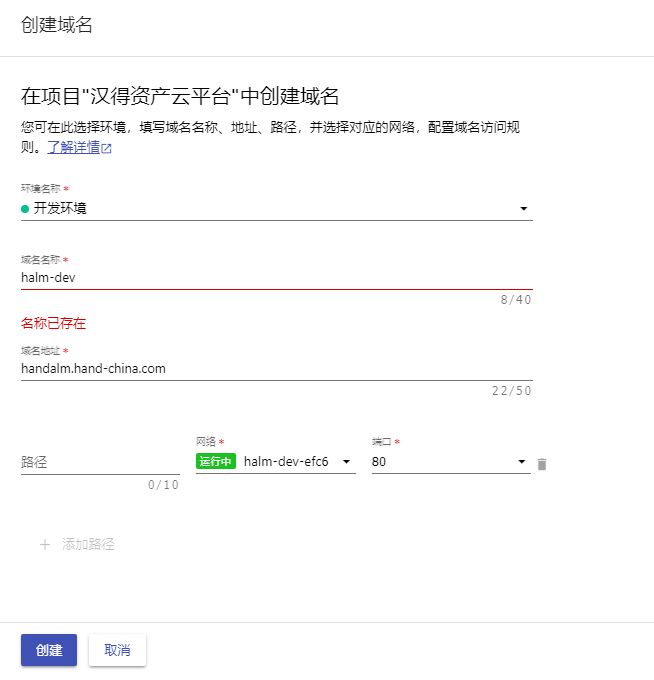 创建域名
在项目"汉得资产云平台"中创建域名
您可在此选择环境，填写域名名称、地址、路径，并选择对应的网络，配置域名访问规
则。了解详情
环境名称 *
开发环境
域名名称 *
halm-dev
8/40
名称已存在
域名地址 *
handalm.hand-china.com
22/50
网络 * 端口 *
路径 运行中 halm-dev-efc6 80
0/10
+ 添加路径
创建 取消